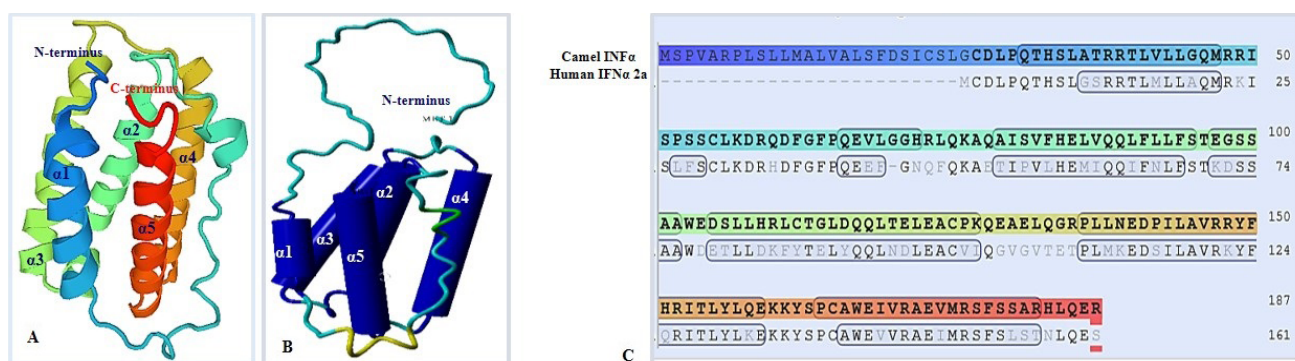 N-terminus
C-terminus
α2
α4
α1
α5
α3
A
N-terminus
α2
α4
α3
α1
α5
B
Camel INFα
Human IFNα 2a
MSPVARPLSLLMALVALSFDSICSLGCDLPQTHSLATRRTLVLLGQMRRI 50
--------------------------MCDLPQTHSLGSRRTLMLLAQMRKI 25
SPSSCLKDRQDFGFPQEVLGGHRLQKAQAISVFHELVQQLFLLFSTEGSS 100
SLFSCLKDRHDFGFPQEEF-GNQFQKAETIPVLHEMIQQIFNLFSTKDSS 74
AAWEDSLLHRLCTGLDQQLTELEACPKQEAELQGRPLLNEDPILAVRRYF 150
AAWDETLLDKFYTELYQQLNDLEACVIQGVGVTETPLMKEDSILAVRKYF 124
HRITLYLQEKKYSPCAWEIVRAEVMRSFSSARHLQER 187
QRITLYLKEKKYSPCAWEVVRAEIMRSFSLSTNLQES 161
C